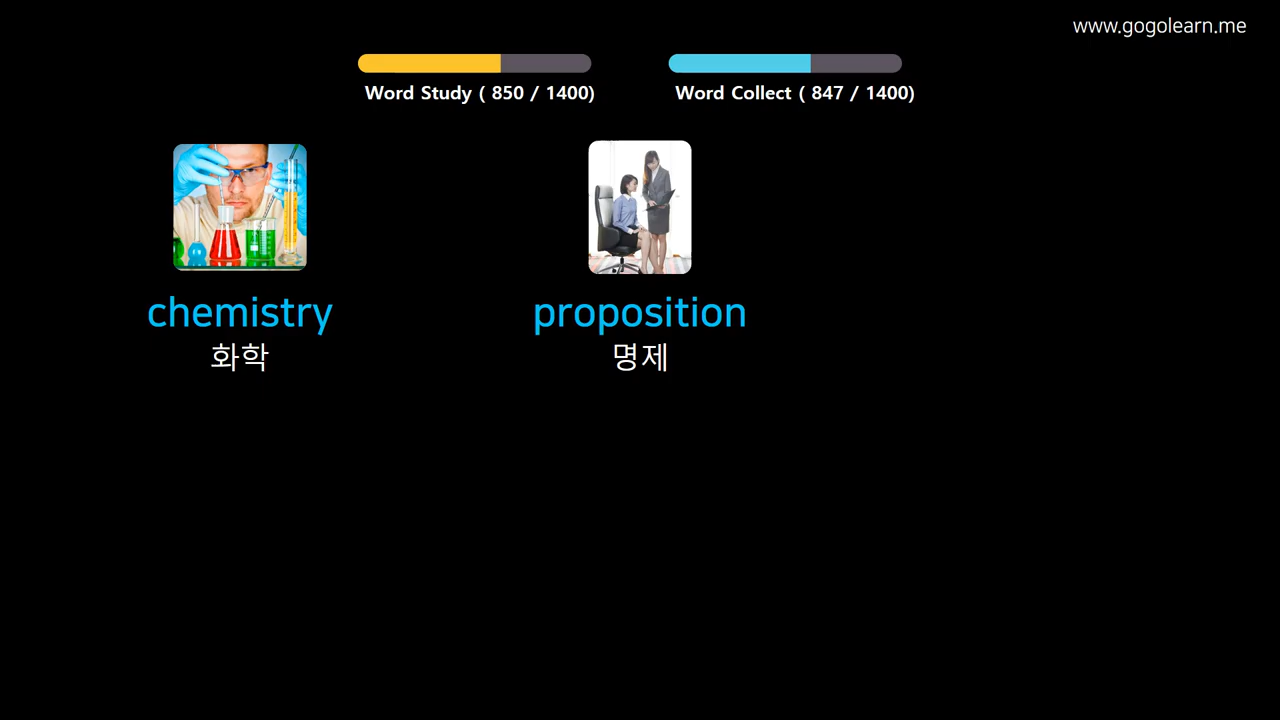 www.gogolearn.me
Word Study ( 850 / 1400)
Word Collect ( 847 / 1400)
chemistry
화학
proposition
명제